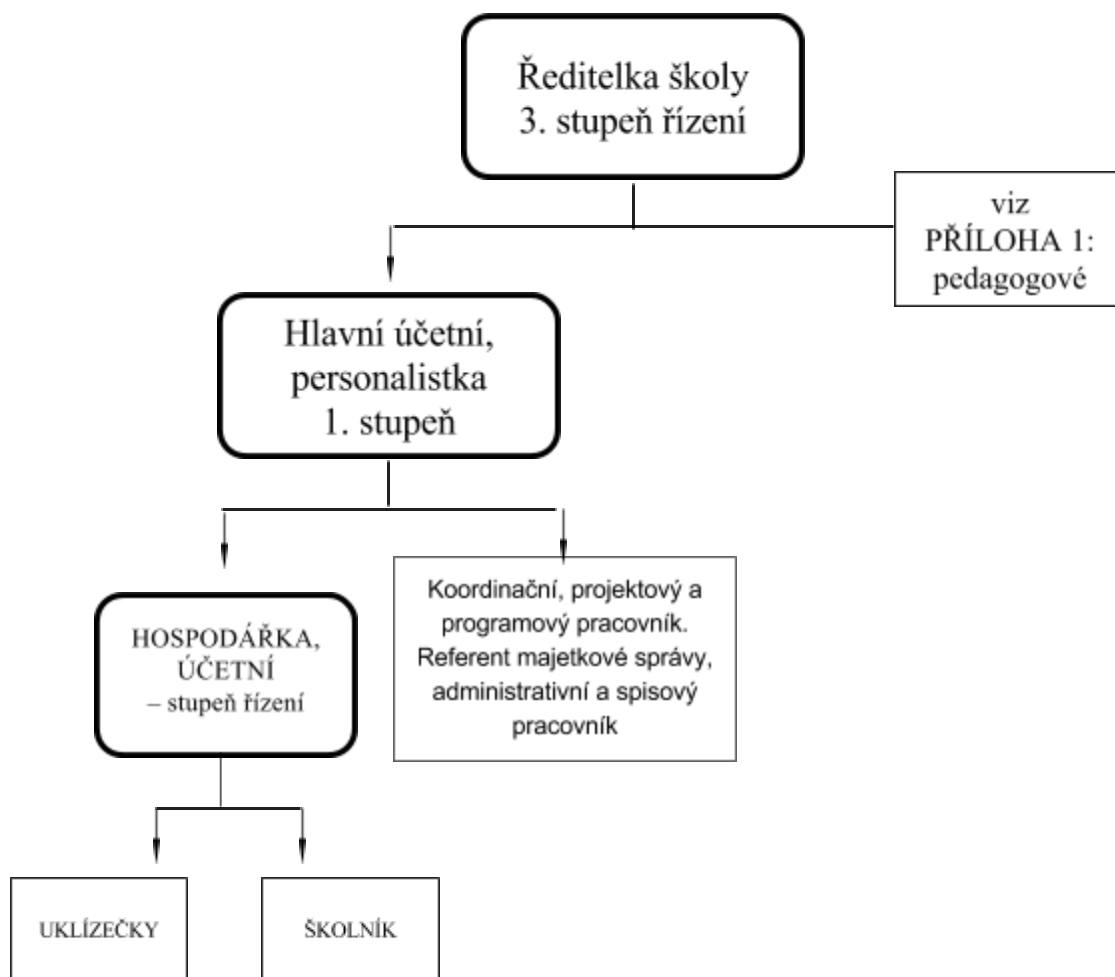 Ředitelka školy
3. stupeň řízení
viz
PŘÍLOHA 1:
pedagogové
Hlavní účetní,
personalistka
1. stupeň
HOSPODÁŘKA,
ÚČETNÍ
– stupeň řízení
Koordinační, projektový a
programový pracovník.
Referent majetkové správy,
administrativní a spisový
pracovník
UKLÍZEČKY
ŠKOLNÍK